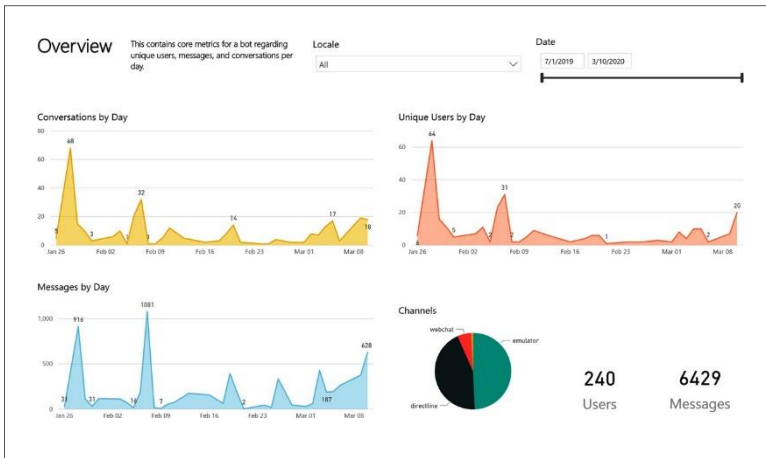 Overview
This contains core metrics for a bot regarding
unique users, messages, and conversations per
day.
Locale
All
Date
7/1/2019 3/10/2020
Conversations by Day
80
60
40
20
0
5
68
3
1
32
3
14
17
18
Jan 26 Feb 02 Feb 09 Feb 16 Feb 23 Mar 01 Mar 08
Unique Users by Day
60
40
20
0
64
5
2
31
2
1
2
20
Jan 26 Feb 02 Feb 09 Feb 16 Feb 23 Mar 01 Mar 08
Messages by Day
1,000
500
0
31
916
31
16
1081
7
2
187
628
Jan 26 Feb 02 Feb 09 Feb 16 Feb 23 Mar 01 Mar 08
Channels
webchat
emulator
directline
240
Users
6429
Messages